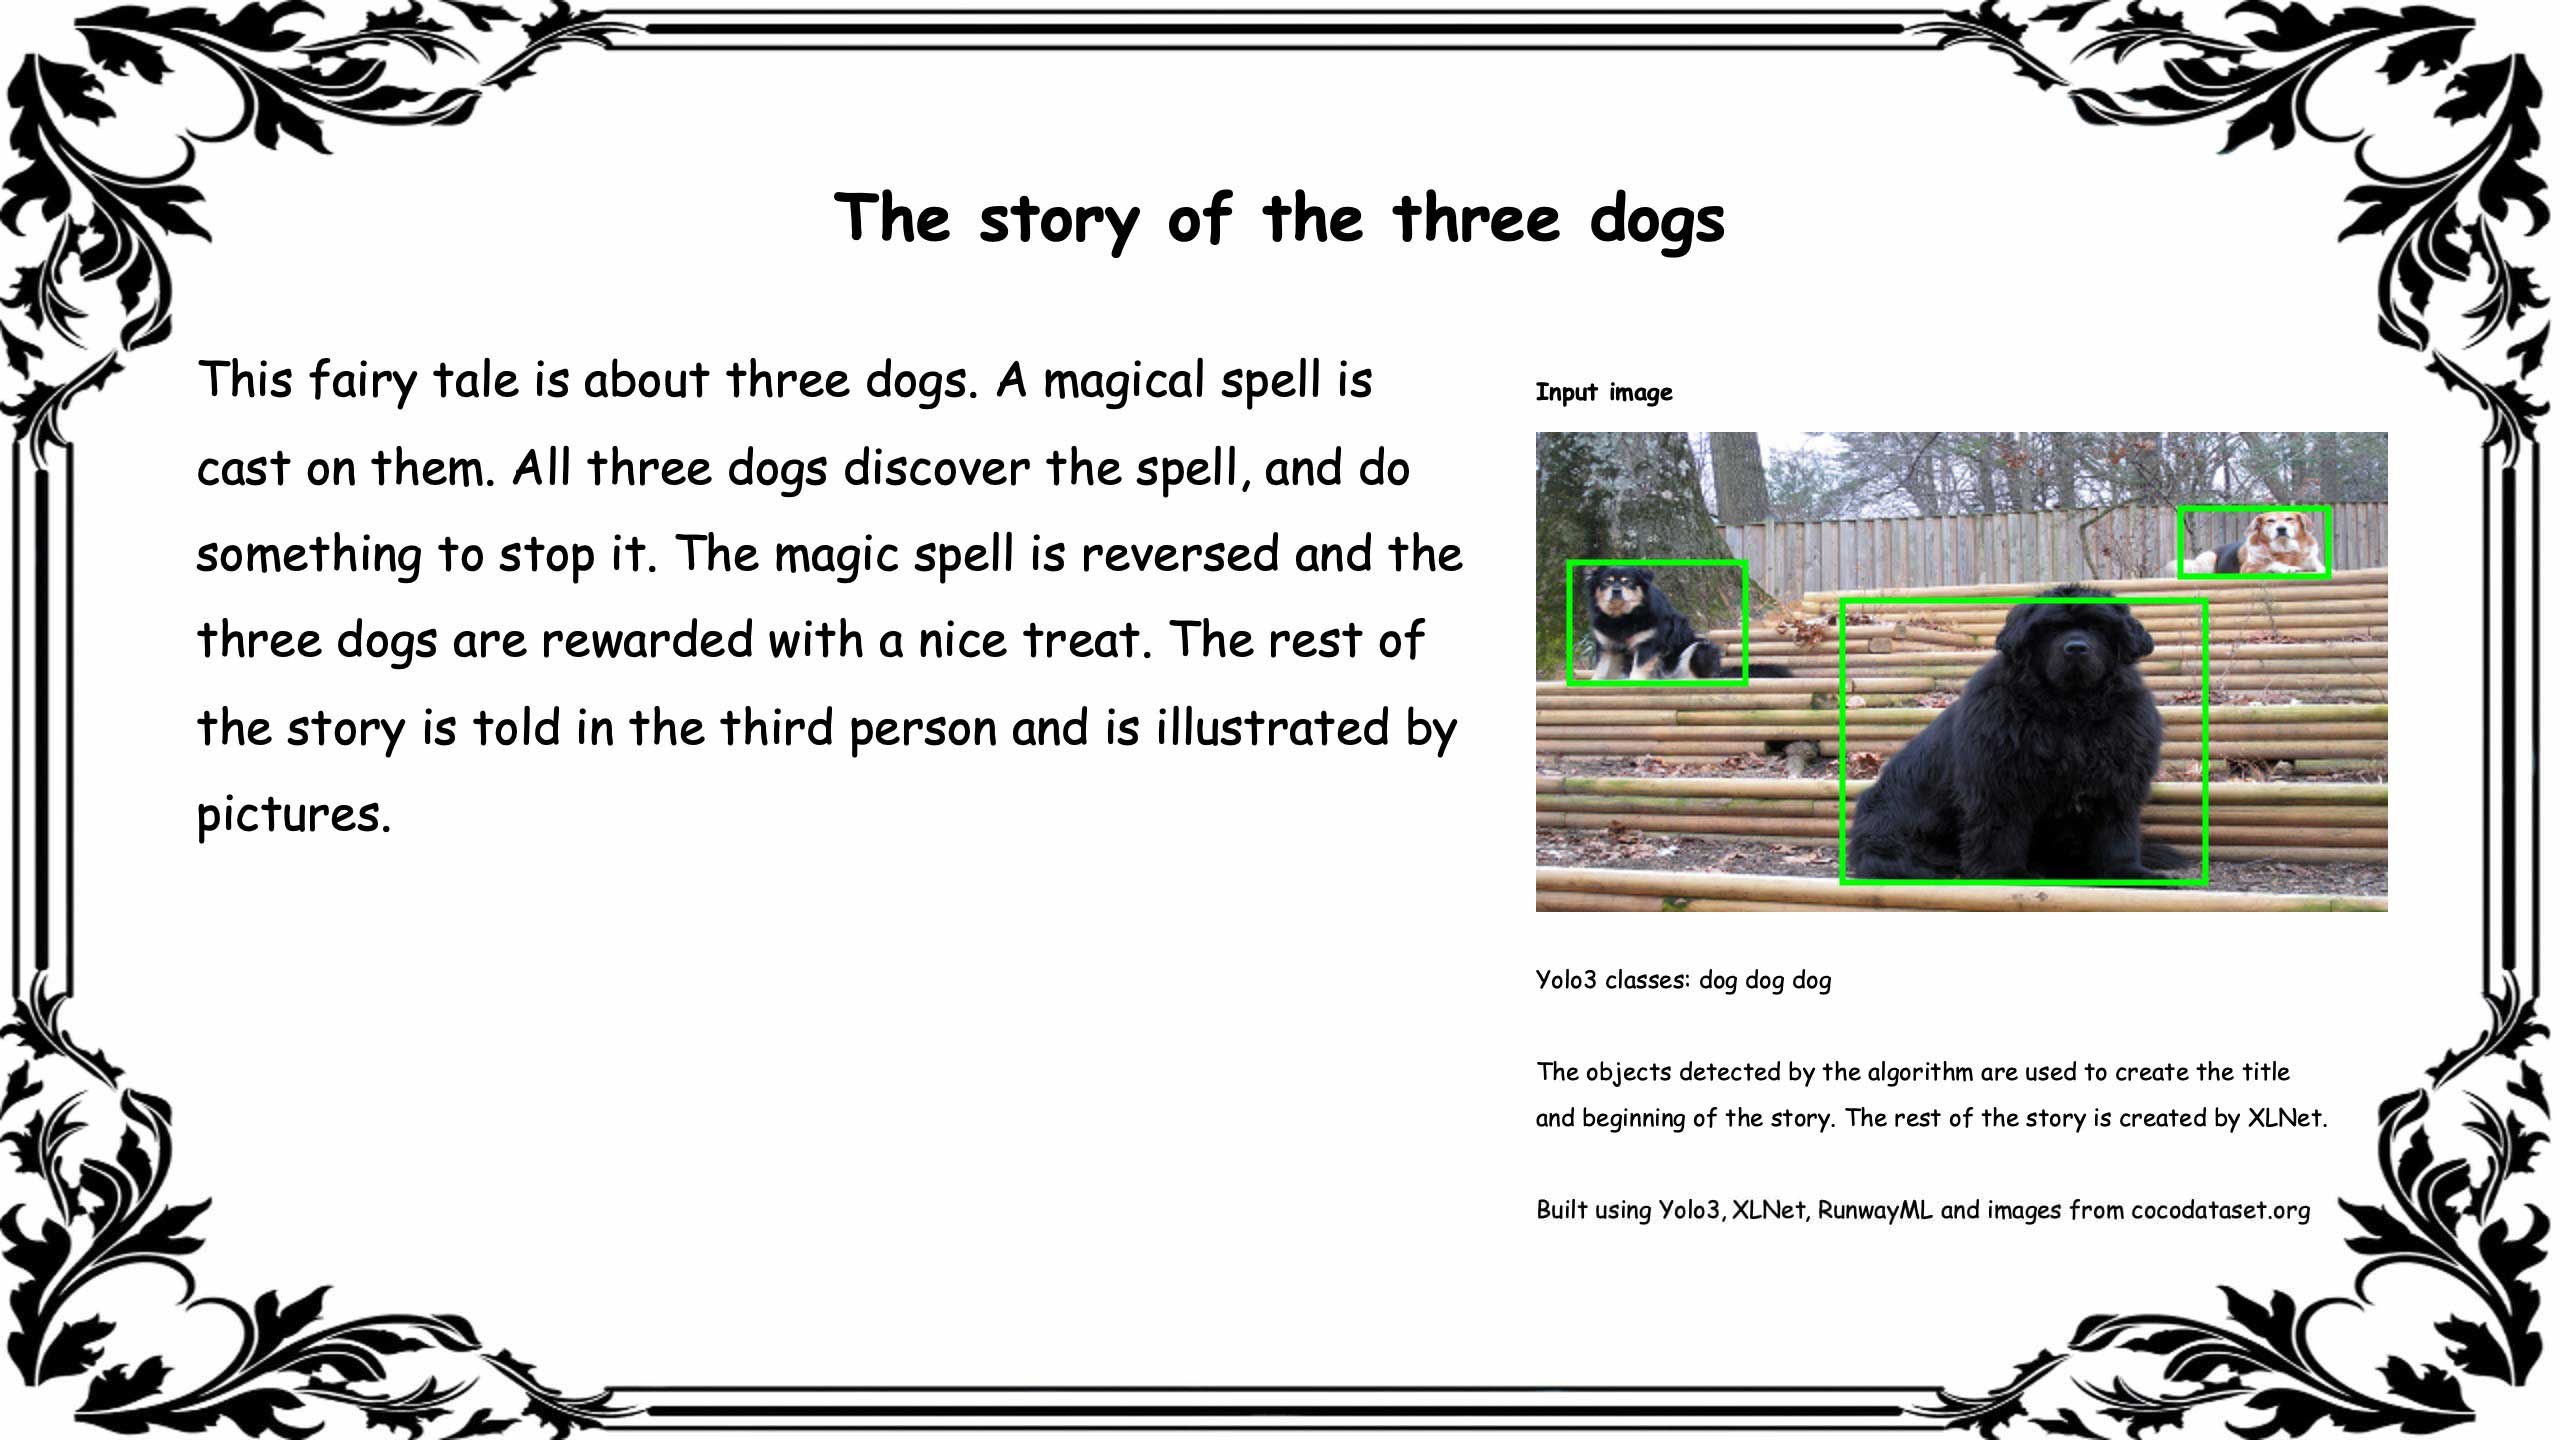 The story of the three dogs
This fairy tale is about three dogs. A magical spell is
cast on them. All three dogs discover the spell, and do
something to stop it. The magic spell is reversed and the
three dogs are rewarded with a nice treat. The rest of
the story is told in the third person and is illustrated by
pictures.
Input image
Yolo3 classes: dog dog dog
The objects detected by the algorithm are used to create the title
and beginning of the story. The rest of the story is created by XLNet.
Built using Yolo3, XLNet, RunwayML and images from cocodataset.org